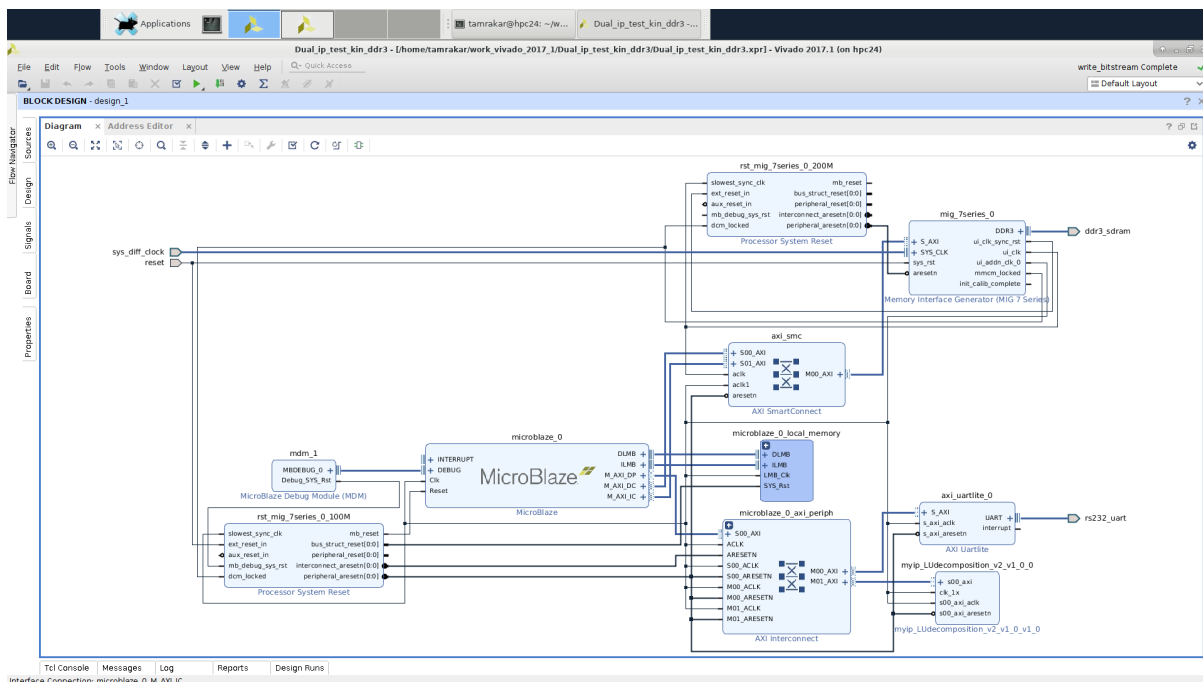 Applications
tamrakar@hpc24: ~/w...
Dual_ip_test_kin_ddr3 -...
Dual_ip_test_kin_ddr3 - [/home/tamrakar/work_vivado_2017_1/Dual_ip_test_kin_ddr3/Dual_ip_test_kin_ddr3.xpr] - Vivado 2017.1 (on hpc24)
File Edit Flow Tools Window Layout View Help Quick Access
write_bitstream Complete
Default Layout
BLOCK DESIGN - design_1
Flow Navigator
Sources
Design
Signals
Board
Properties
Diagram Address Editor
sys_diff_clock
reset
rst_mig_7series_0_200M
slowest_sync_clk
ext_reset_in
aux_reset_in
mb_debug_sys_rst
dcm_locked
mb_reset
bus_struct_reset[0:0]
peripheral_reset[0:0]
interconnect_aresetn[0:0]
peripheral_aresetn[0:0]
Processor System Reset
mig_7series_0
S_AXI
SYS_CLK
sys_rst
aresetn
DDR3
ui_clk_sync_rst
ui_clk
ui_addn_clk_0
mmcm_locked
init_calib_complete
Memory Interface Generator (MIG 7 Series)
ddr3_sdram
axi_smc
S00_AXI
S01_AXI
aclk
aclk1
aresetn
M00_AXI
AXI SmartConnect
mdm_1
MBDEBUG_0
Debug_SYS_Rst
MicroBlaze Debug Module (MDM)
microblaze_0
INTERRUPT
DEBUG
Clk
Reset
MicroBlaze
DLMB
ILMB
M_AXI_DP
M_AXI_DC
M_AXI_IC
MicroBlaze
microblaze_0_local_memory
DLMB
ILMB
LMB_Clk
SYS_Rst
rst_mig_7series_0_100M
slowest_sync_clk
ext_reset_in
aux_reset_in
mb_debug_sys_rst
dcm_locked
mb_reset
bus_struct_reset[0:0]
peripheral_reset[0:0]
interconnect_aresetn[0:0]
peripheral_aresetn[0:0]
Processor System Reset
microblaze_0_axi_periph
S00_AXI
ACLK
ARESETN
S00_ACLK
S00_ARESETN
M00_ACLK
M00_ARESETN
M01_ACLK
M01_ARESETN
M00_AXI
M01_AXI
AXI Interconnect
axi_uartlite_0
S_AXI
s_axi_aclk
s_axi_aresetn
UART
interrupt
AXI Uartlite
rs232_uart
myip_LUdecomposition_v2_v1_0_0
s00_axi
clk_1x
s00_axi_aclk
s00_axi_aresetn
myip_LUdecomposition_v2_v1_0_v1_0
Tcl Console Messages Log Reports Design Runs
Interface Connection: microblaze_0_M_AXI_IC